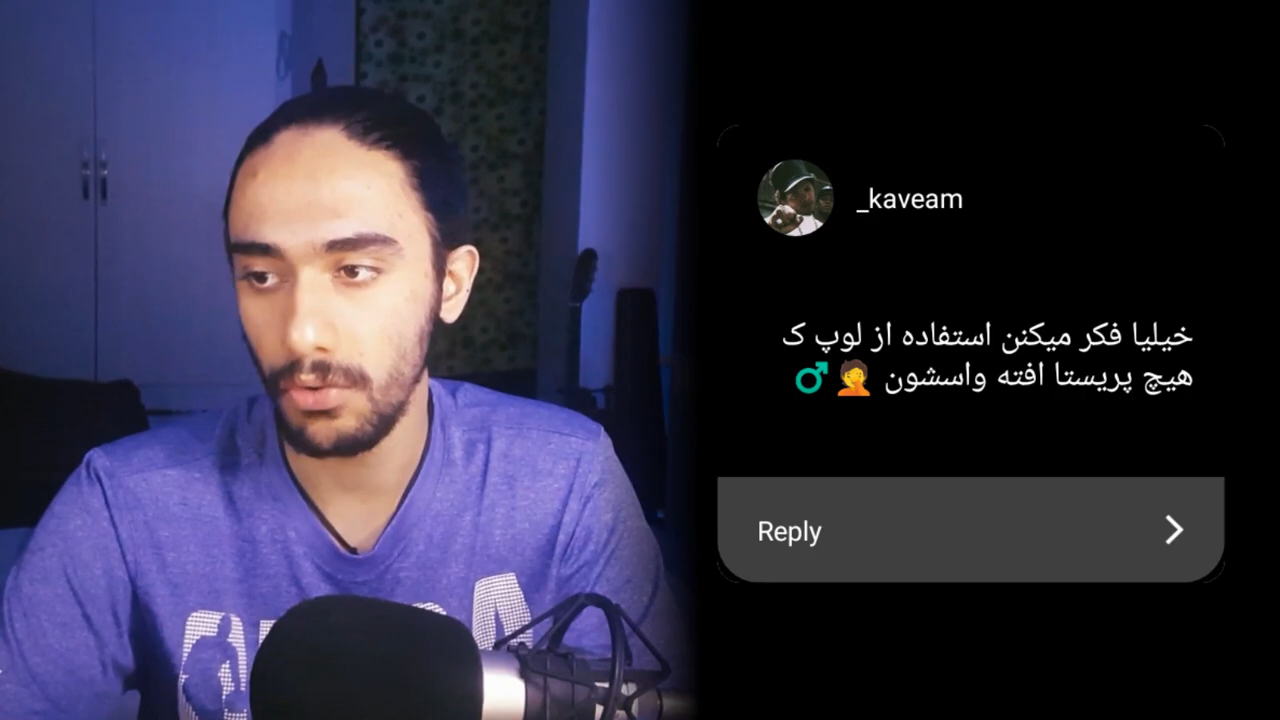 _kaveam
خیلیا فکر میکنن استفاده از لوپ ک
هیچ پریستا افته واسشون 🤦♂
Reply